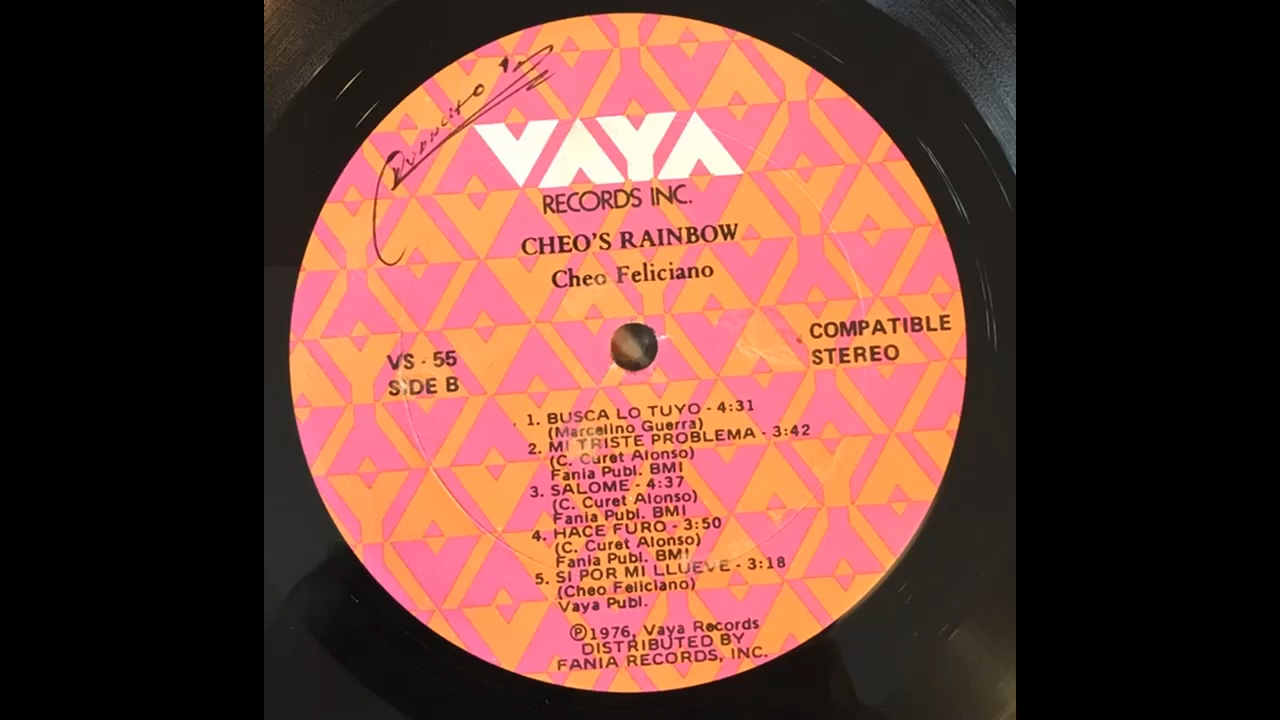 VAYA
RECORDS INC.
CHEO'S RAINBOW
Cheo Feliciano
COMPATIBLE
STEREO
VS - 55
SIDE B
1. BUSCA LO TUYO - 4:31
(Marcelino Guerra)
2. MI TRISTE PROBLEMA - 3:42
(C. Curet Alonso)
Fania Publ. BMI
3. SALOME - 4:37
(C. Curet Alonso)
Fania Publ. BMI
4. HACE FURO - 3:50
(C. Curet Alonso)
Fania Publ. BMI
5. SI POR MI LLUEVE - 3:18
(Cheo Feliciano)
Vaya Publ.
Ⓟ1976, Vaya Records
DISTRIBUTED BY
FANIA RECORDS, INC.